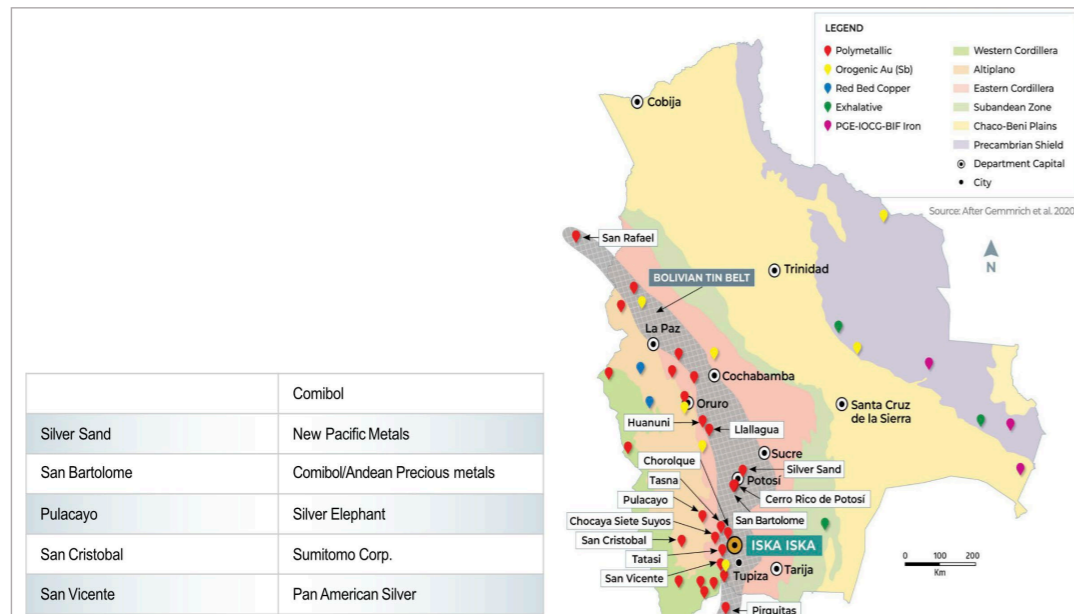 LEGEND
Polymetallic
Orogenic Au (Sb)
Red Bed Copper
Exhalative
PGE-IOCG-BIF Iron
Western Cordillera
Altiplano
Eastern Cordillera
Subandean Zone
Chaco-Beni Plains
Precambrian Shield
Department Capital
City
Source: After Gemmrich et al. 2020
N
Cobija
San Rafael
BOLIVIAN TIN BELT
Trinidad
La Paz
Cochabamba
Oruro
Santa Cruz
de la Sierra
Huanuni
Llallagua
Chorolque
Sucre
Tasna
Silver Sand
Potosí
Pulacayo
Cerro Rico de Potosí
Chocaya Siete Suyos
San Bartolome
San Cristobal
ISKA ISKA
Tatasi
San Vicente
Tupiza
Tarija
Pirquitas
0 100 200
Km
Comibol
Silver Sand New Pacific Metals
San Bartolome Comibol/Andean Precious metals
Pulacayo Silver Elephant
San Cristobal Sumitomo Corp.
San Vicente Pan American Silver